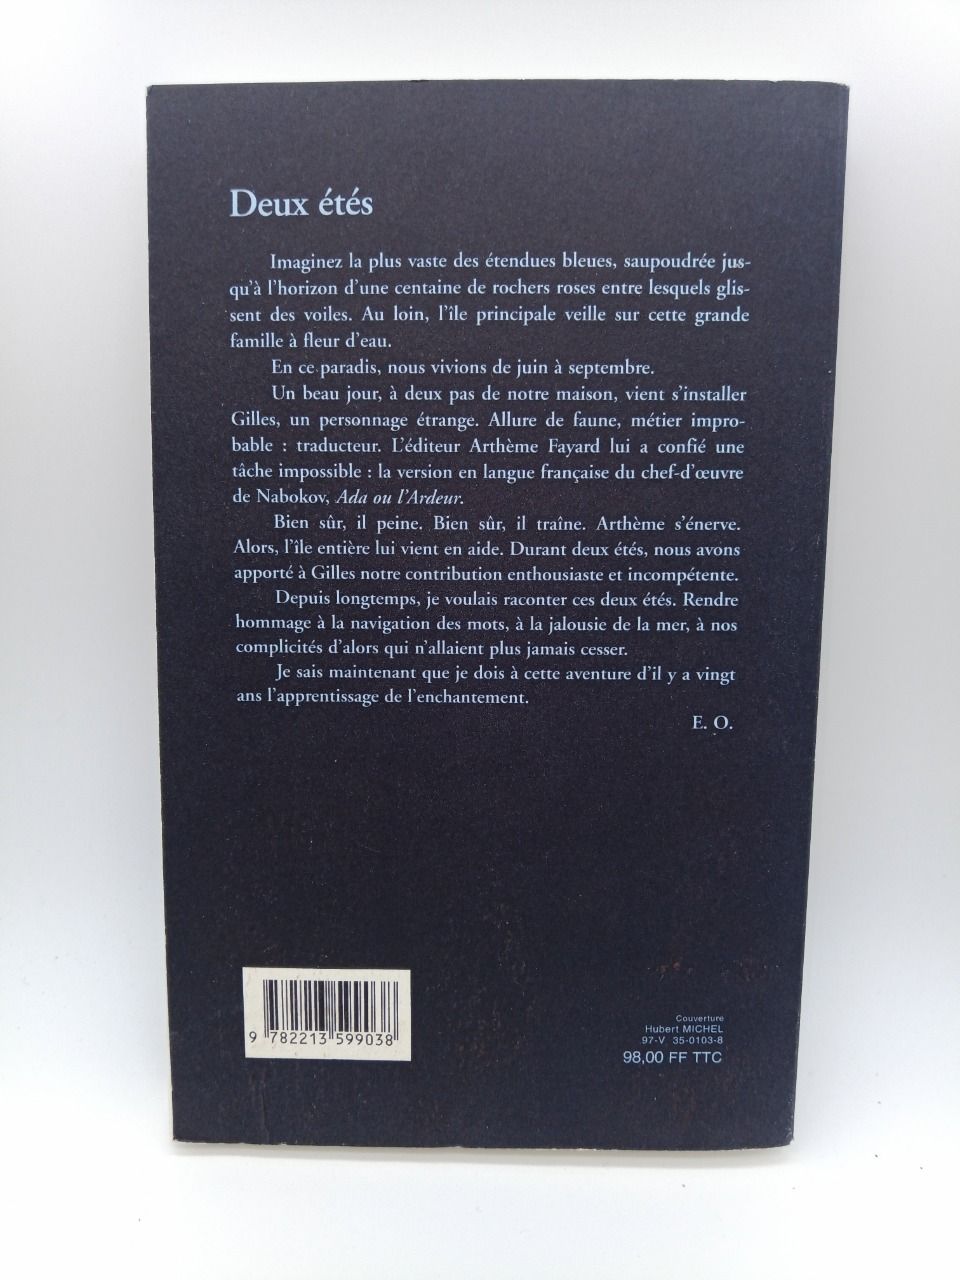 Deux étés
Imaginez la plus vaste des étendues bleues, saupoudrée jus-
qu'à l'horizon d'une centaine de rochers roses entre lesquels glis-
sent des voiles. Au loin, l'île principale veille sur cette grande
famille à fleur d'eau.
En ce paradis, nous vivions de juin à septembre.
Un beau jour, à deux pas de notre maison, vient s'installer
Gilles, un personnage étrange. Allure de faune, métier impro-
bable : traducteur. L'éditeur Arthème Fayard lui a confié une
tâche impossible : la version en langue française du chef-d'œuvre
de Nabokov, Ada ou l'Ardeur.
Bien sûr, il peine. Bien sûr, il traîne. Arthème s'énerve.
Alors, l'île entière lui vient en aide. Durant deux étés, nous avons
apporté à Gilles notre contribution enthousiaste et incompétente.
Depuis longtemps, je voulais raconter ces deux étés. Rendre
hommage à la navigation des mots, à la jalousie de la mer, à nos
complicités d'alors qui n'allaient plus jamais cesser.
Je sais maintenant que je dois à cette aventure d'il y a vingt
ans l'apprentissage de l'enchantement.
E. O.
9 782213 599038
Couverture
Hubert MICHEL
97-V 35-0103-8
98,00 FF TTC